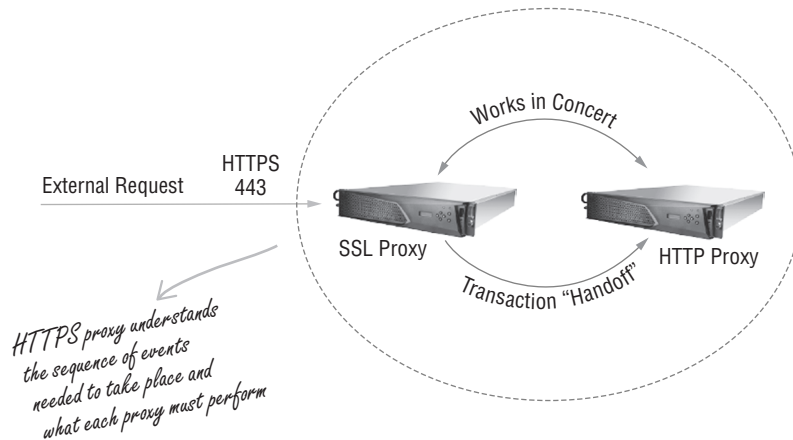 Works in Concert
HTTPS
External Request
443
SSL Proxy
HTTP Proxy
Transaction “Handoff”
HTTPS proxy understands
the sequence of events
needed to take place and
what each proxy must perform